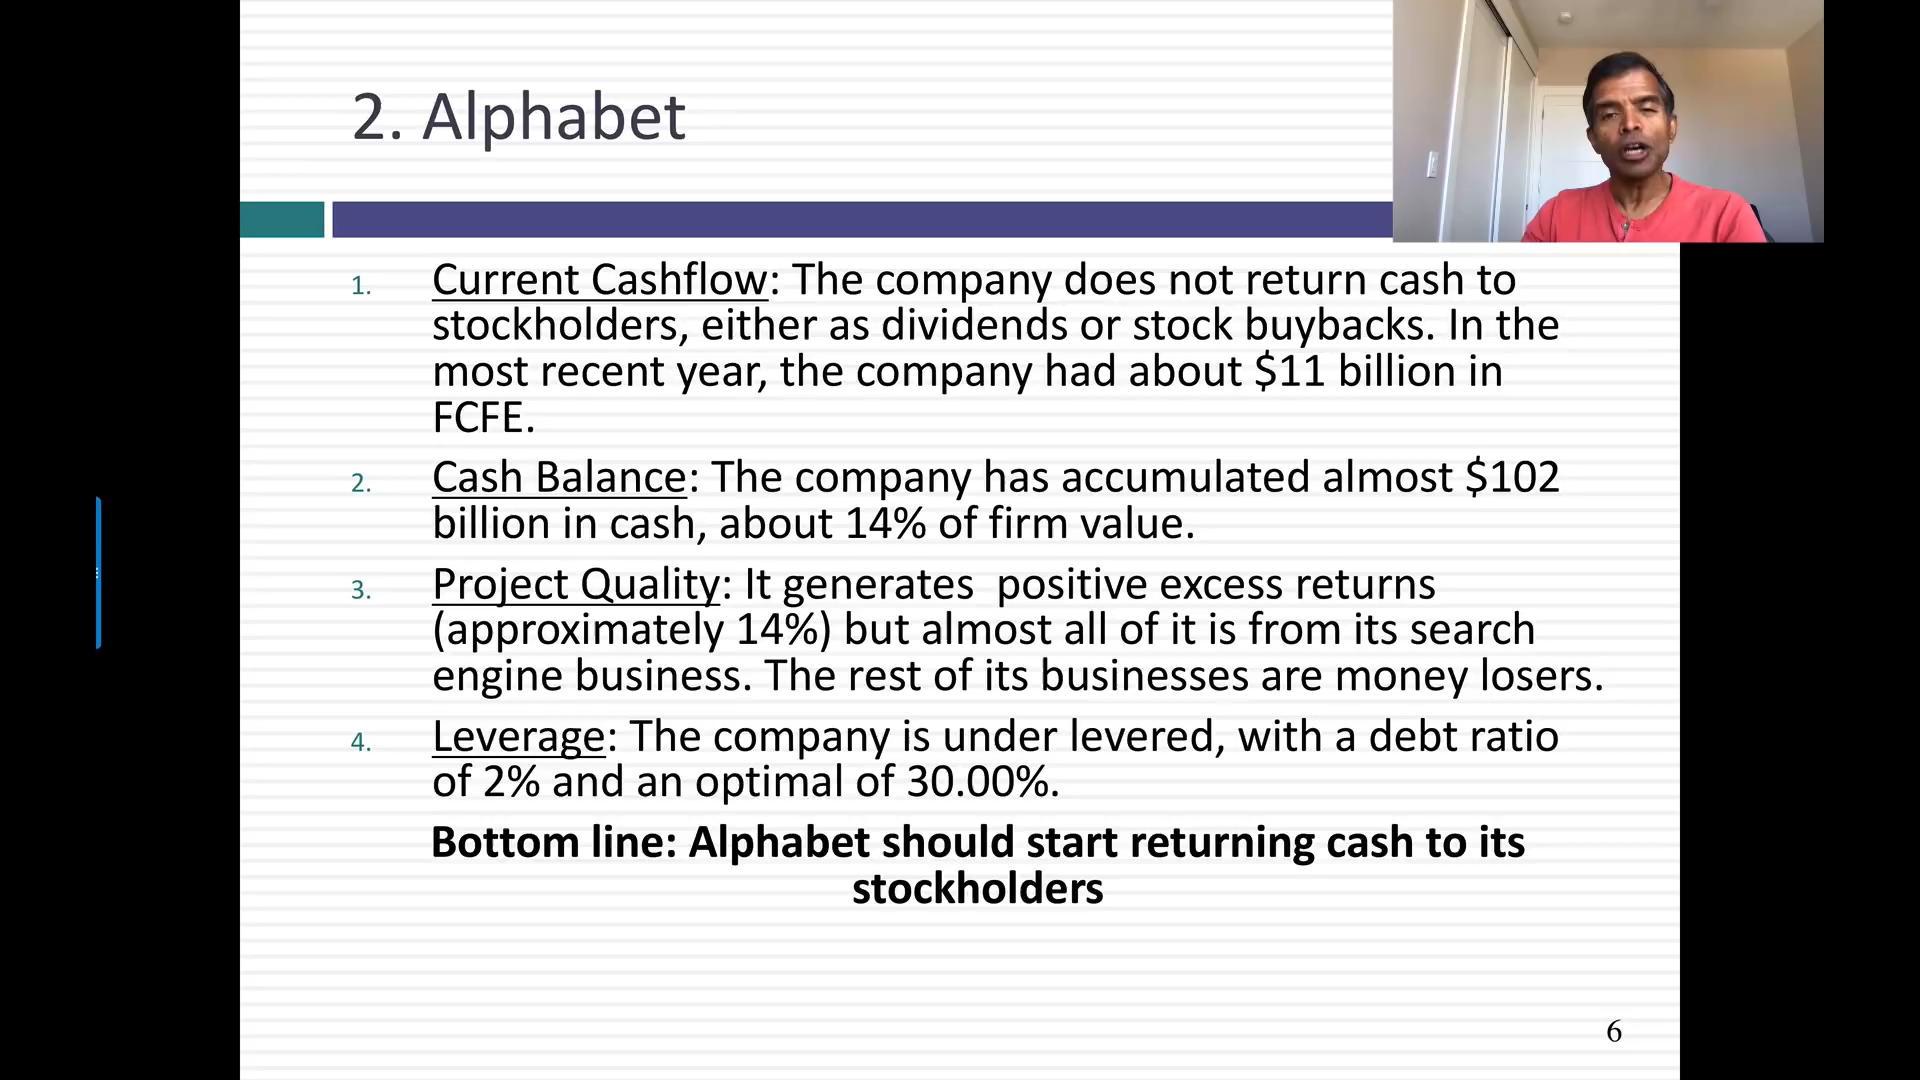 2. Alphabet
1. Current Cashflow: The company does not return cash to
stockholders, either as dividends or stock buybacks. In the
most recent year, the company had about $11 billion in
FCFE.
2. Cash Balance: The company has accumulated almost $102
billion in cash, about 14% of firm value.
3. Project Quality: It generates  positive excess returns
(approximately 14%) but almost all of it is from its search
engine business. The rest of its businesses are money losers.
4. Leverage: The company is under levered, with a debt ratio
of 2% and an optimal of 30.00%.
Bottom line: Alphabet should start returning cash to its
stockholders
6